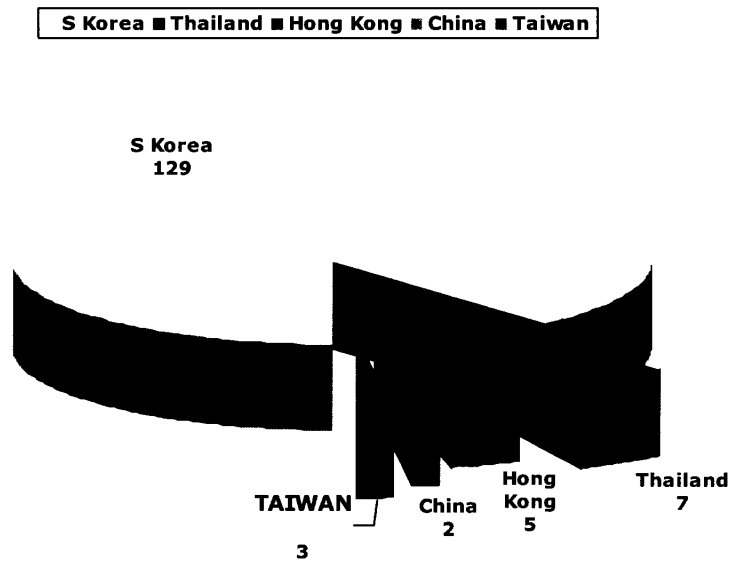 S Korea Thailand Hong Kong China Taiwan
S Korea
129
Thailand
7
Hong
Kong
5
China
2
TAIWAN
3